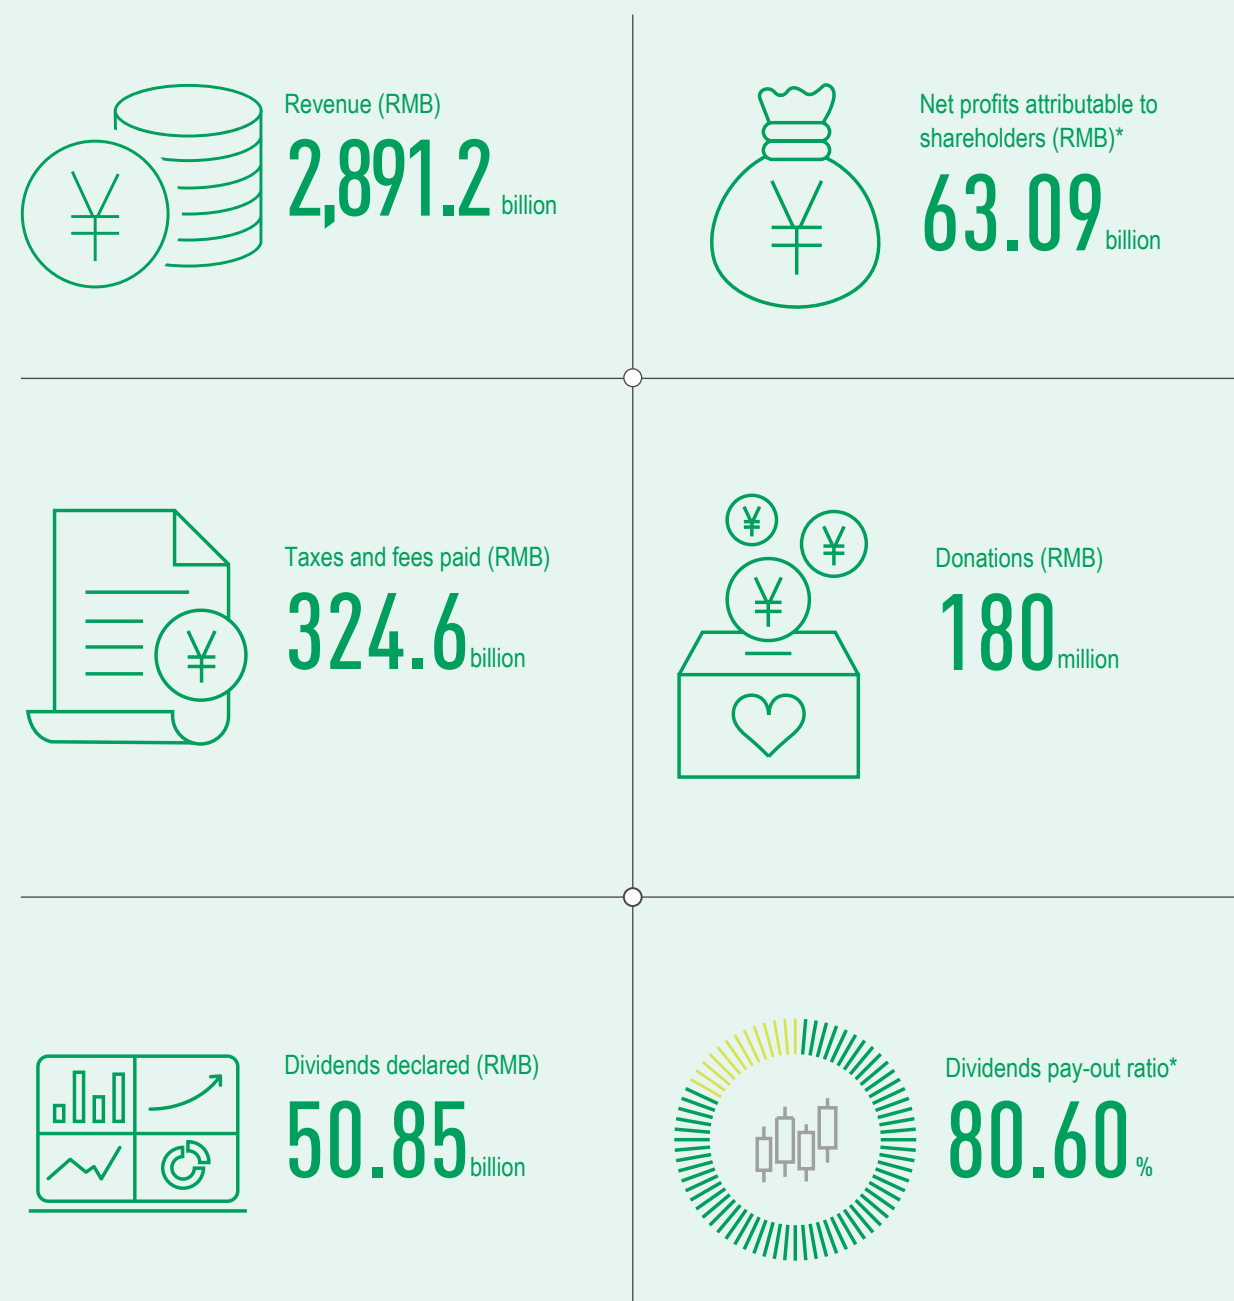 Revenue (RMB)
2,891.2 billion
Net profits attributable to
shareholders (RMB)*
63.09 billion
Taxes and fees paid (RMB)
324.6 billion
Donations (RMB)
180 million
Dividends declared (RMB)
50.85 billion
Dividends pay-out ratio*
80.60 %